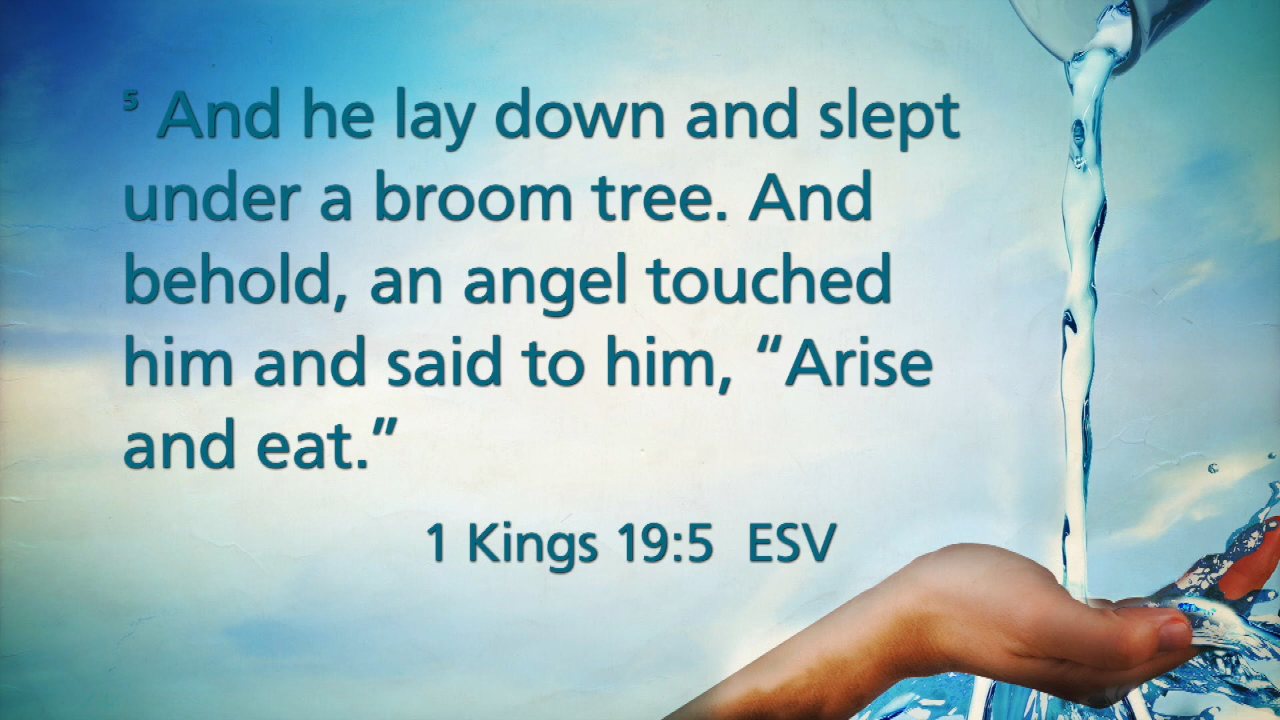 ⁵ And he lay down and slept
under a broom tree. And
behold, an angel touched
him and said to him, “Arise
and eat.”
1 Kings 19:5 ESV